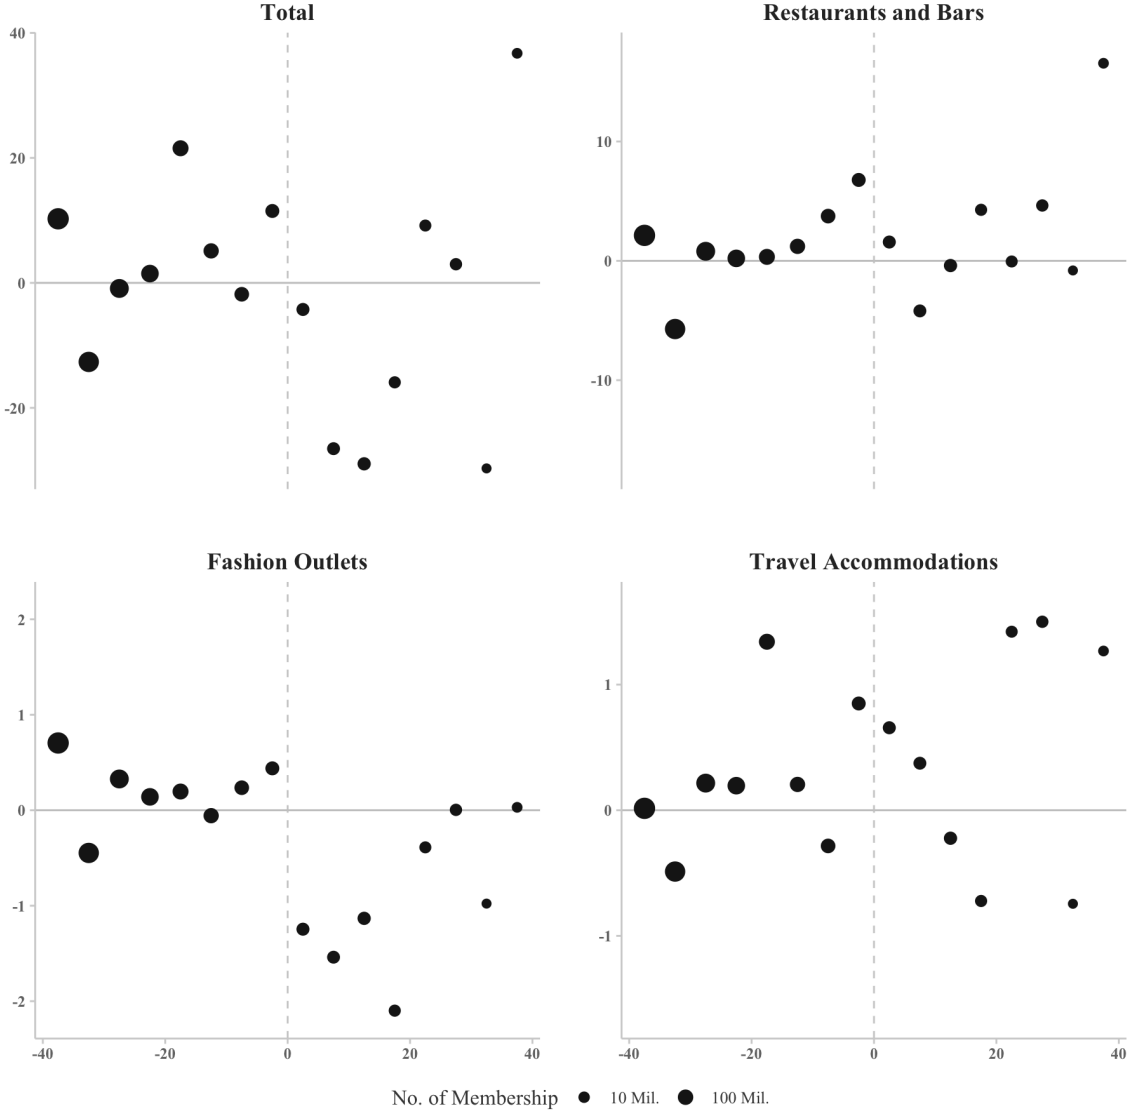 Total
Restaurants and Bars
40
20
0
-20
10
0
-10
Fashion Outlets
Travel Accommodations
2
1
0
-1
-2
1
0
-1
-40 -20 0 20 40
-40 -20 0 20 40
No. of Membership 10 Mil. 100 Mil.